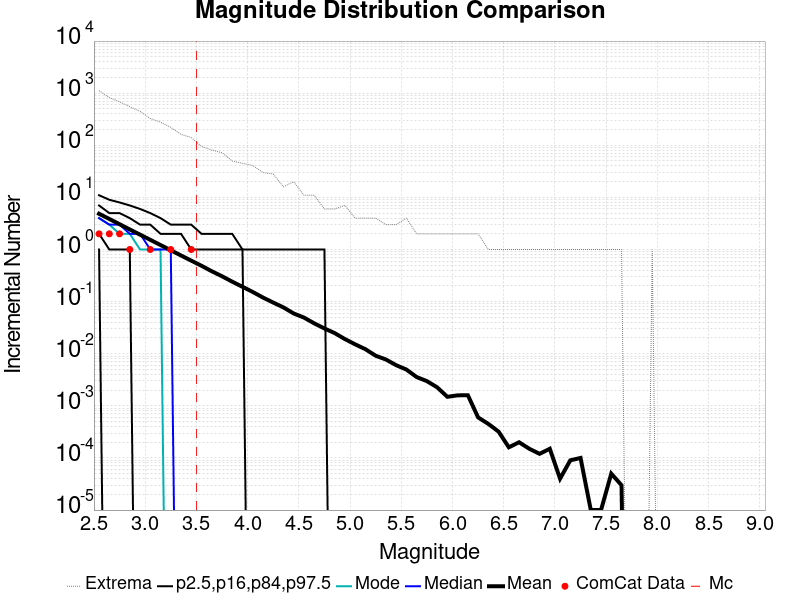 Magnitude Distribution Comparison
10 4
10 3
10 2
10 1
10 0
10 -1
10 -2
10 -3
10 -4
10 -5
Incremental Number
2.5 3.0 3.5 4.0 4.5 5.0 5.5 6.0 6.5 7.0 7.5 8.0 8.5 9.0
Magnitude
Extrema p2.5,p16,p84,p97.5 Mode Median Mean ComCat Data Mc